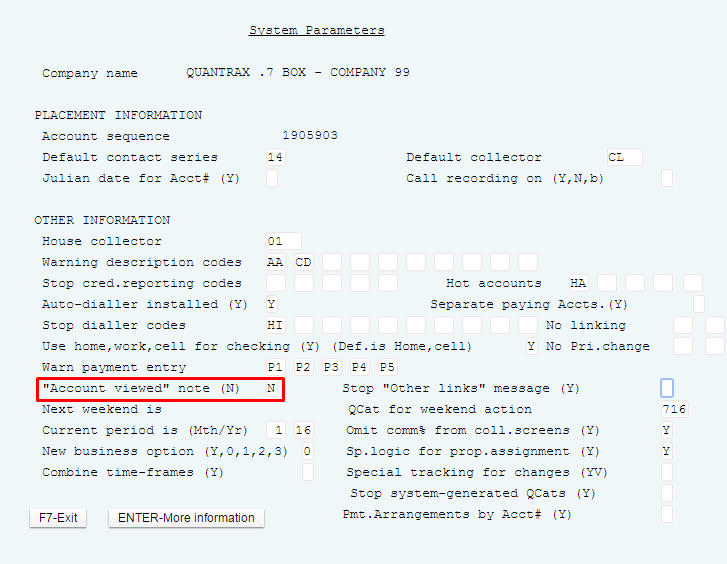 System Parameters
Company name QUANTRAX .7 BOX - COMPANY 99
PLACEMENT INFORMATION
Account sequence 1905903
Default contact series 14 Default collector CL
Julian date for Acct# (Y) Call recording on (Y,N,b)
OTHER INFORMATION
House collector 01
Warning description codes AA CD
Stop cred.reporting codes Hot accounts HA
Auto-dialler installed (Y) Y Separate paying Accts.(Y)
Stop dialler codes HI No linking
Use home,work,cell for checking (Y) (Def.is Home,cell) Y No Pri.change
Warn payment entry P1 P2 P3 P4 P5
"Account viewed" note (N) N Stop "Other links" message (Y)
Next weekend is QCat for weekend action 716
Current period is (Mth/Yr) 1 16 Omit comm% from coll.screens (Y) Y
New business option (Y,0,1,2,3) 0 Sp.logic for prop.assignment (Y) Y
Combine time-frames (Y) Special tracking for changes (YV)
Stop system-generated QCats (Y)
F7-Exit ENTER-More information Pmt.Arrangements by Acct# (Y)